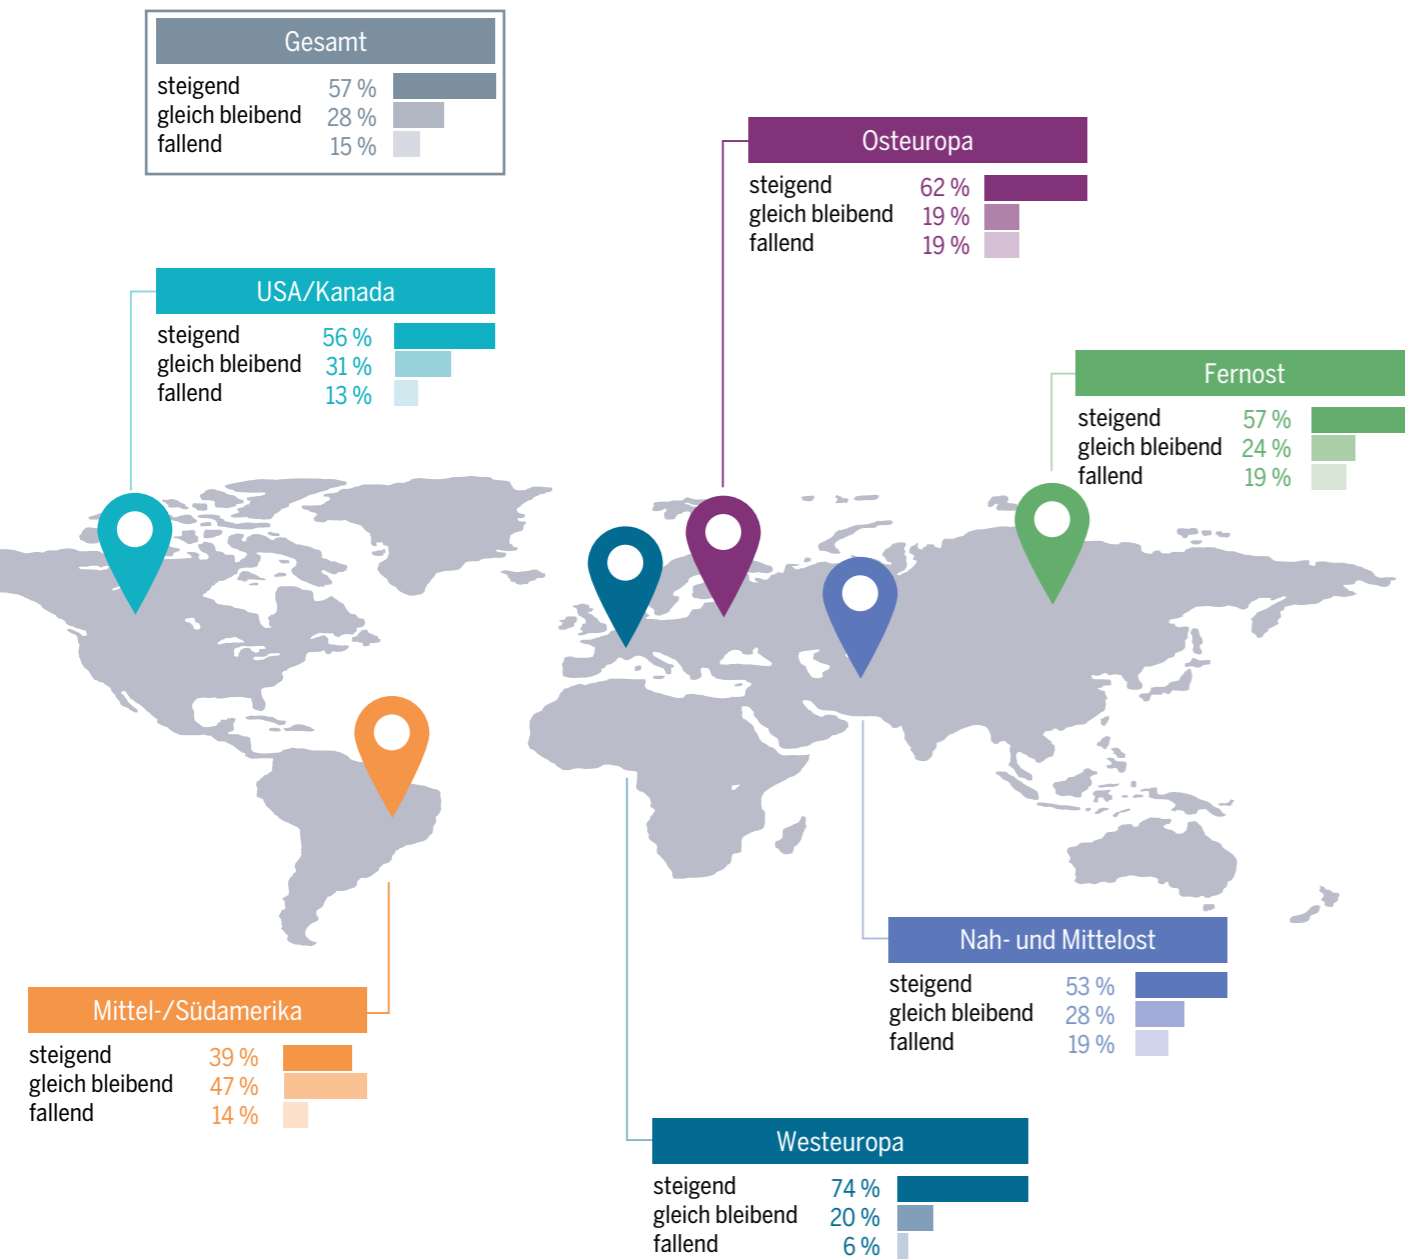 Gesamt
steigend 57 %
gleich bleibend 28 %
fallend 15 %
Osteuropa
steigend 62 %
gleich bleibend 19 %
fallend 19 %
USA/Kanada
steigend 56 %
gleich bleibend 31 %
fallend 13 %
Fernost
steigend 57 %
gleich bleibend 24 %
fallend 19 %
Nah- und Mittelost
steigend 53 %
gleich bleibend 28 %
fallend 19 %
Mittel-/Südamerika
steigend 39 %
gleich bleibend 47 %
fallend 14 %
Westeuropa
steigend 74 %
gleich bleibend 20 %
fallend 6 %